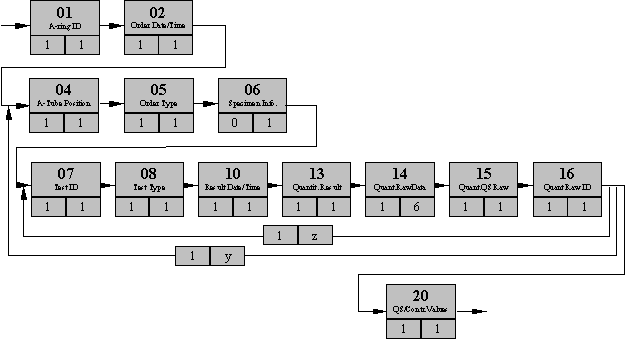 01 02
A-ring ID Order Date/Time
1 1 1 1
04 05 06
A-Tube Position Order Type Specimen Info.
1 1 1 1 0 1
07 08 10 13 14 15 16
Test ID Test Type Result Date/Time Quantit. Result Quant.RawData Quant.QS Raw Quant.Raw ID
1 1 1 1 1 1 1 1 1 6 1 1 1 1
1 z
1 y
20
QS/Contr.Values
1 1